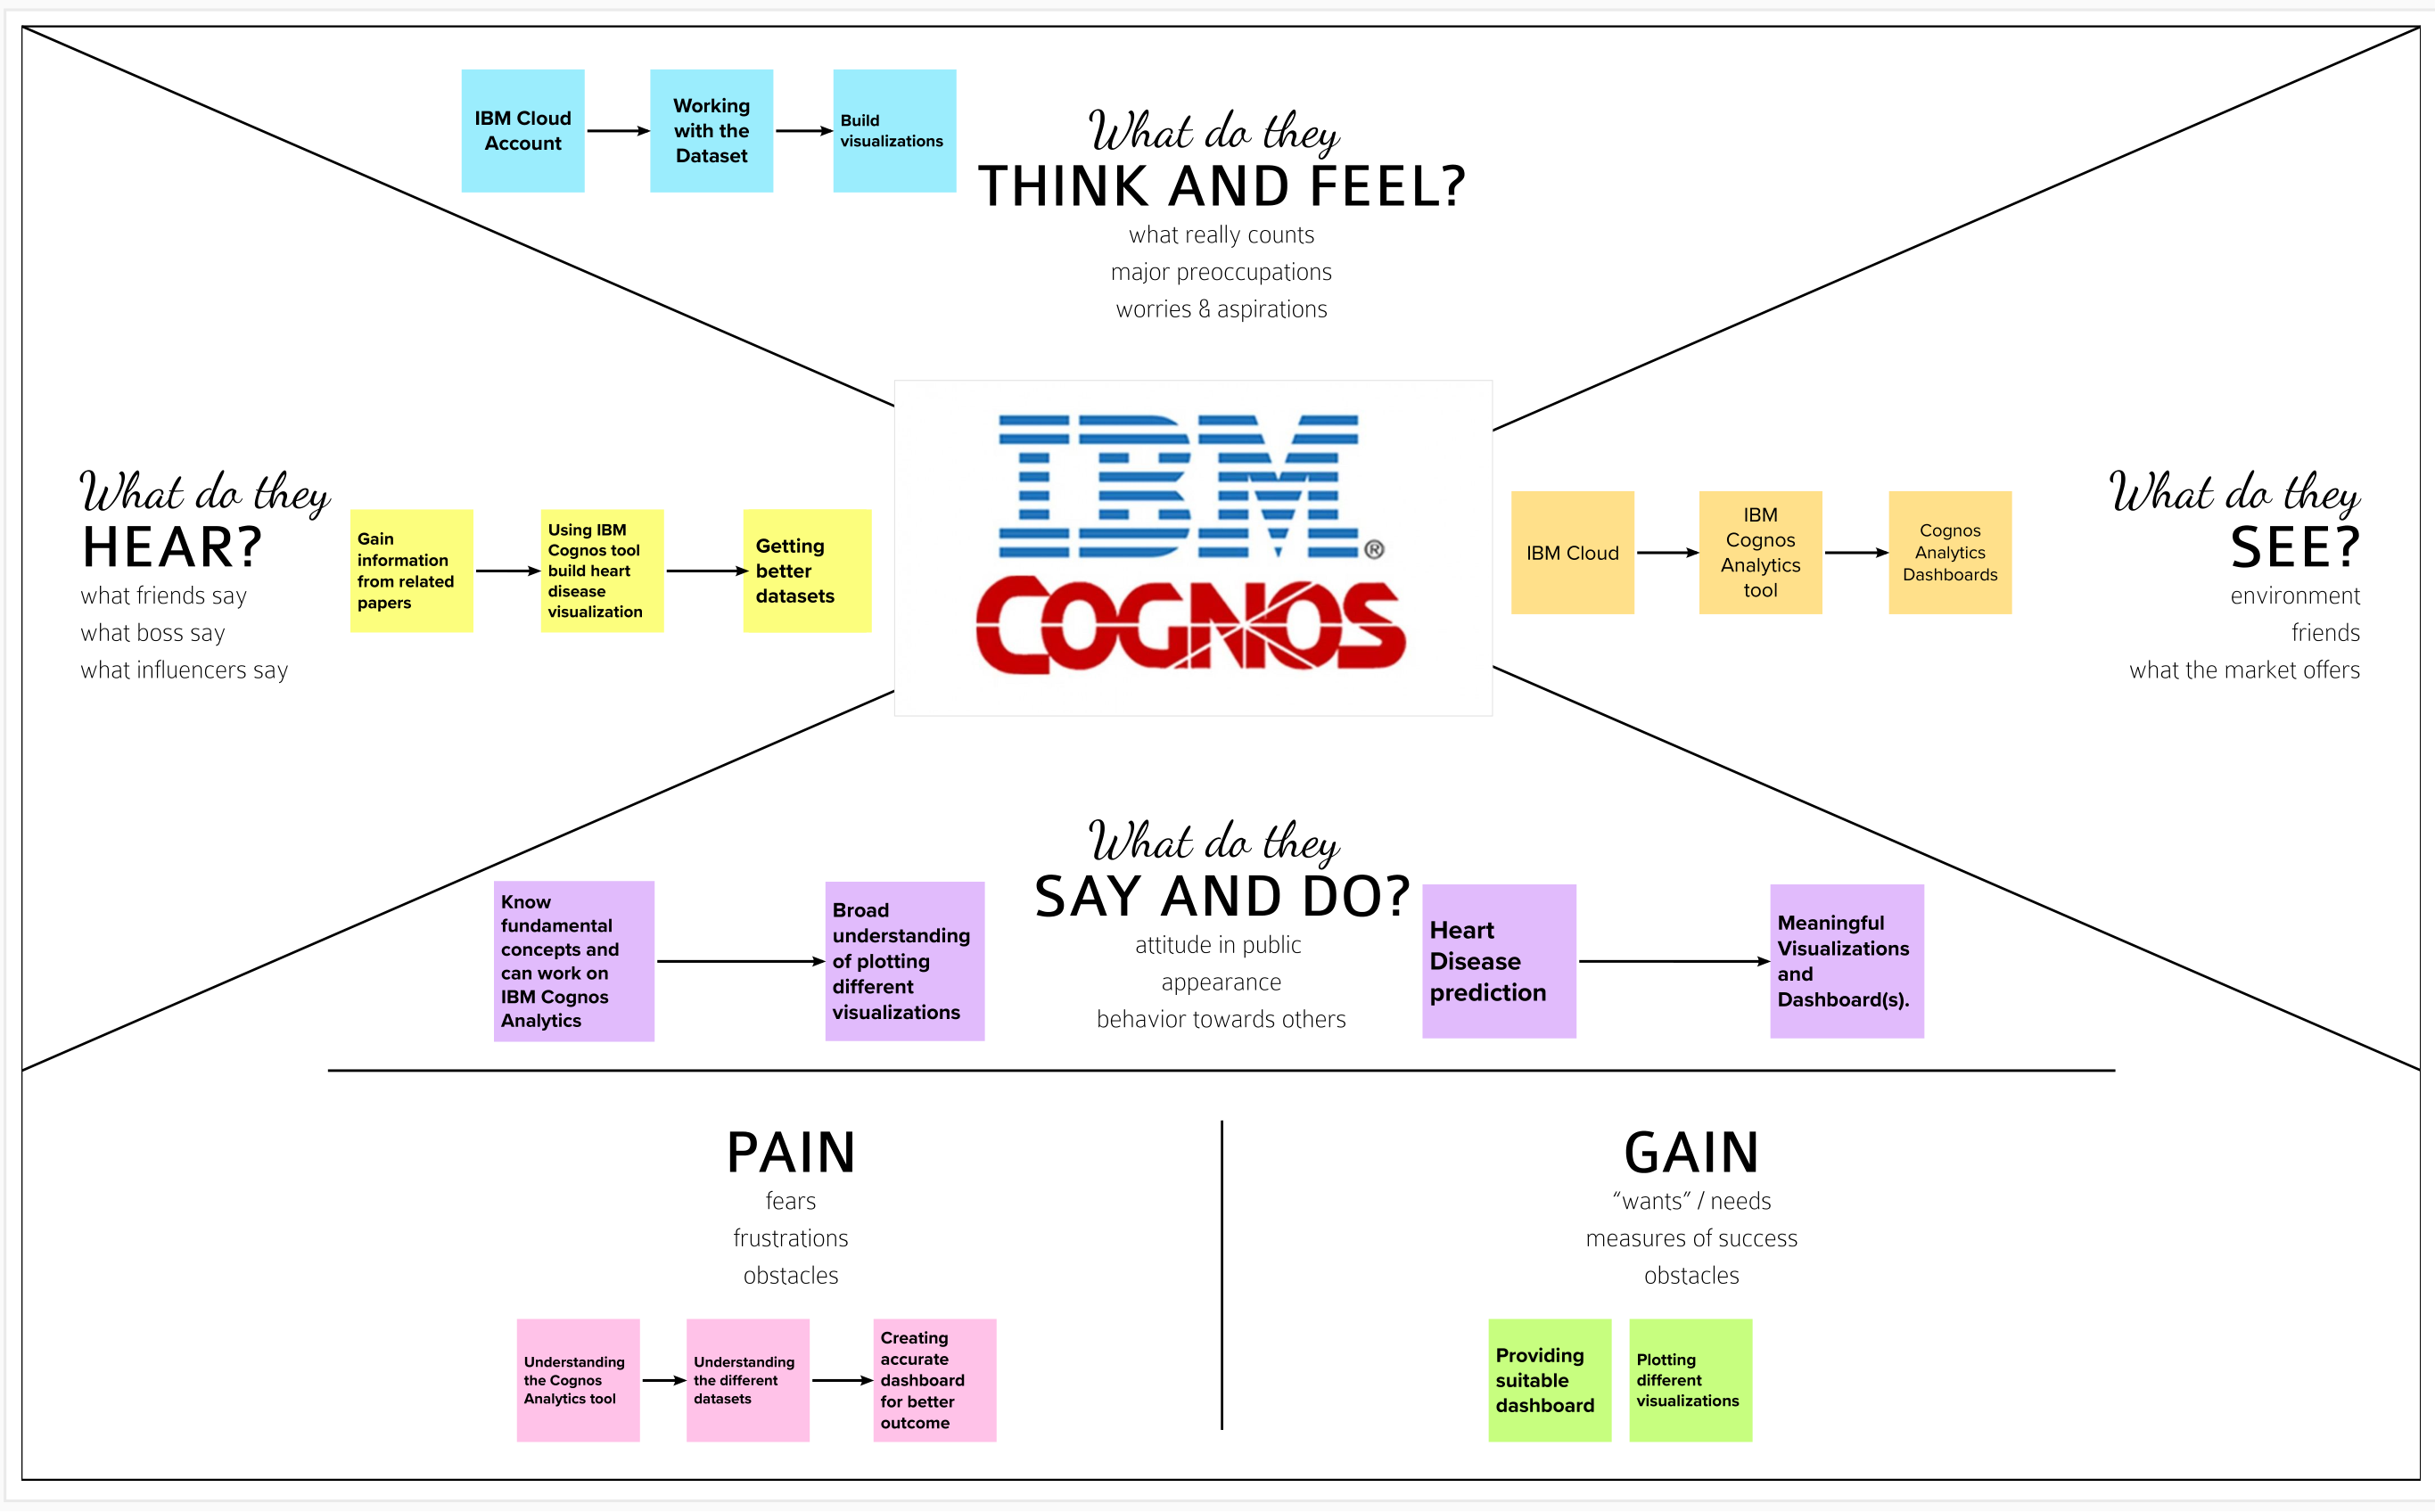 IBM Cloud
Account
Working
with the
Dataset
Build
visualizations
What do they
THINK AND FEEL?
what really counts
major preoccupations
worries & aspirations
What do they
HEAR?
what friends say
what boss say
what influencers say
Gain
information
from related
papers
Using IBM
Cognos tool
build heart
disease
visualization
Getting
better
datasets
IBM®
COGNOS
IBM Cloud
IBM
Cognos
Analytics
tool
Cognos
Analytics
Dashboards
What do they
SEE?
environment
friends
what the market offers
Know
fundamental
concepts and
can work on
IBM Cognos
Analytics
Broad
understanding
of plotting
different
visualizations
What do they
SAY AND DO?
attitude in public
appearance
behavior towards others
Heart
Disease
prediction
Meaningful
Visualizations
and
Dashboard(s).
PAIN
fears
frustrations
obstacles
Understanding
the Cognos
Analytics tool
Understanding
the different
datasets
Creating
accurate
dashboard
for better
outcome
GAIN
“wants” / needs
measures of success
obstacles
Providing
suitable
dashboard
Plotting
different
visualizations